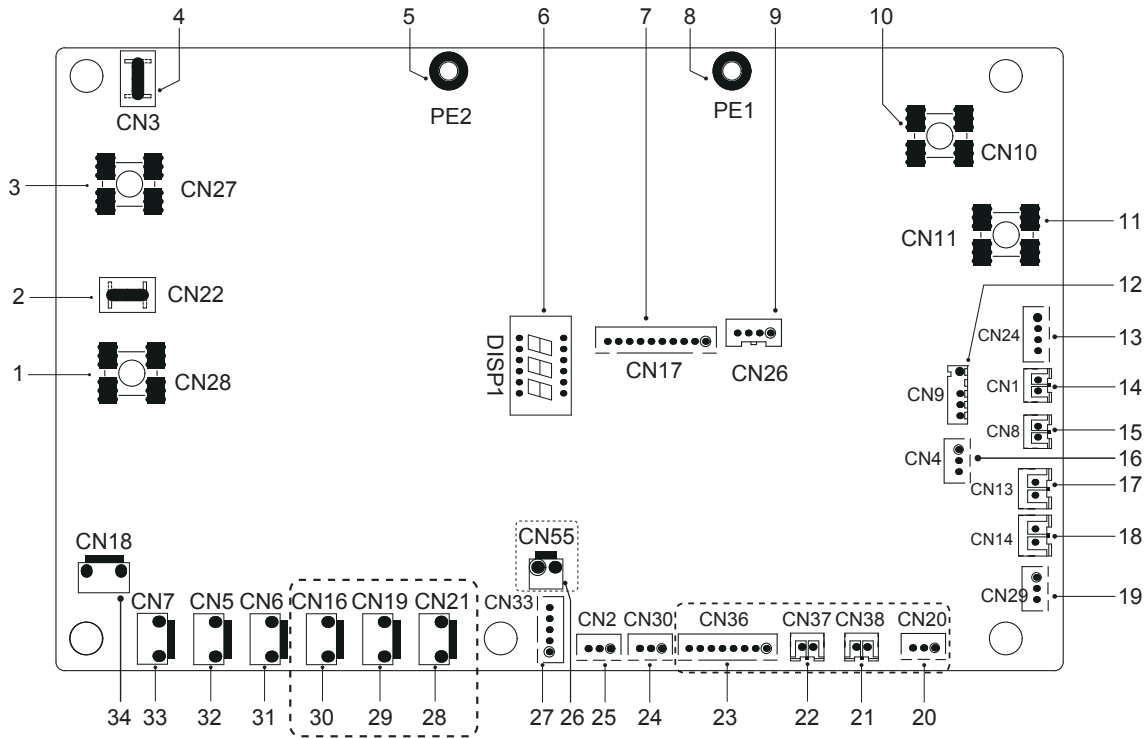 4 5 6 7 8 9 10
CN3
PE2
PE1
CN10
3 CN27
CN11 11
2 CN22
12
CN24 13
DISP1
CN17
CN26
1 CN28
CN9
CN1 14
CN8 15
CN4 16
CN13 17
CN14 18
CN18
CN55
CN29 19
CN7 CN5 CN6 CN16 CN19 CN21 CN33 CN2 CN30 CN36 CN37 CN38 CN20
34 33 32 31 30 29 28 27 26 25 24 23 22 21 20